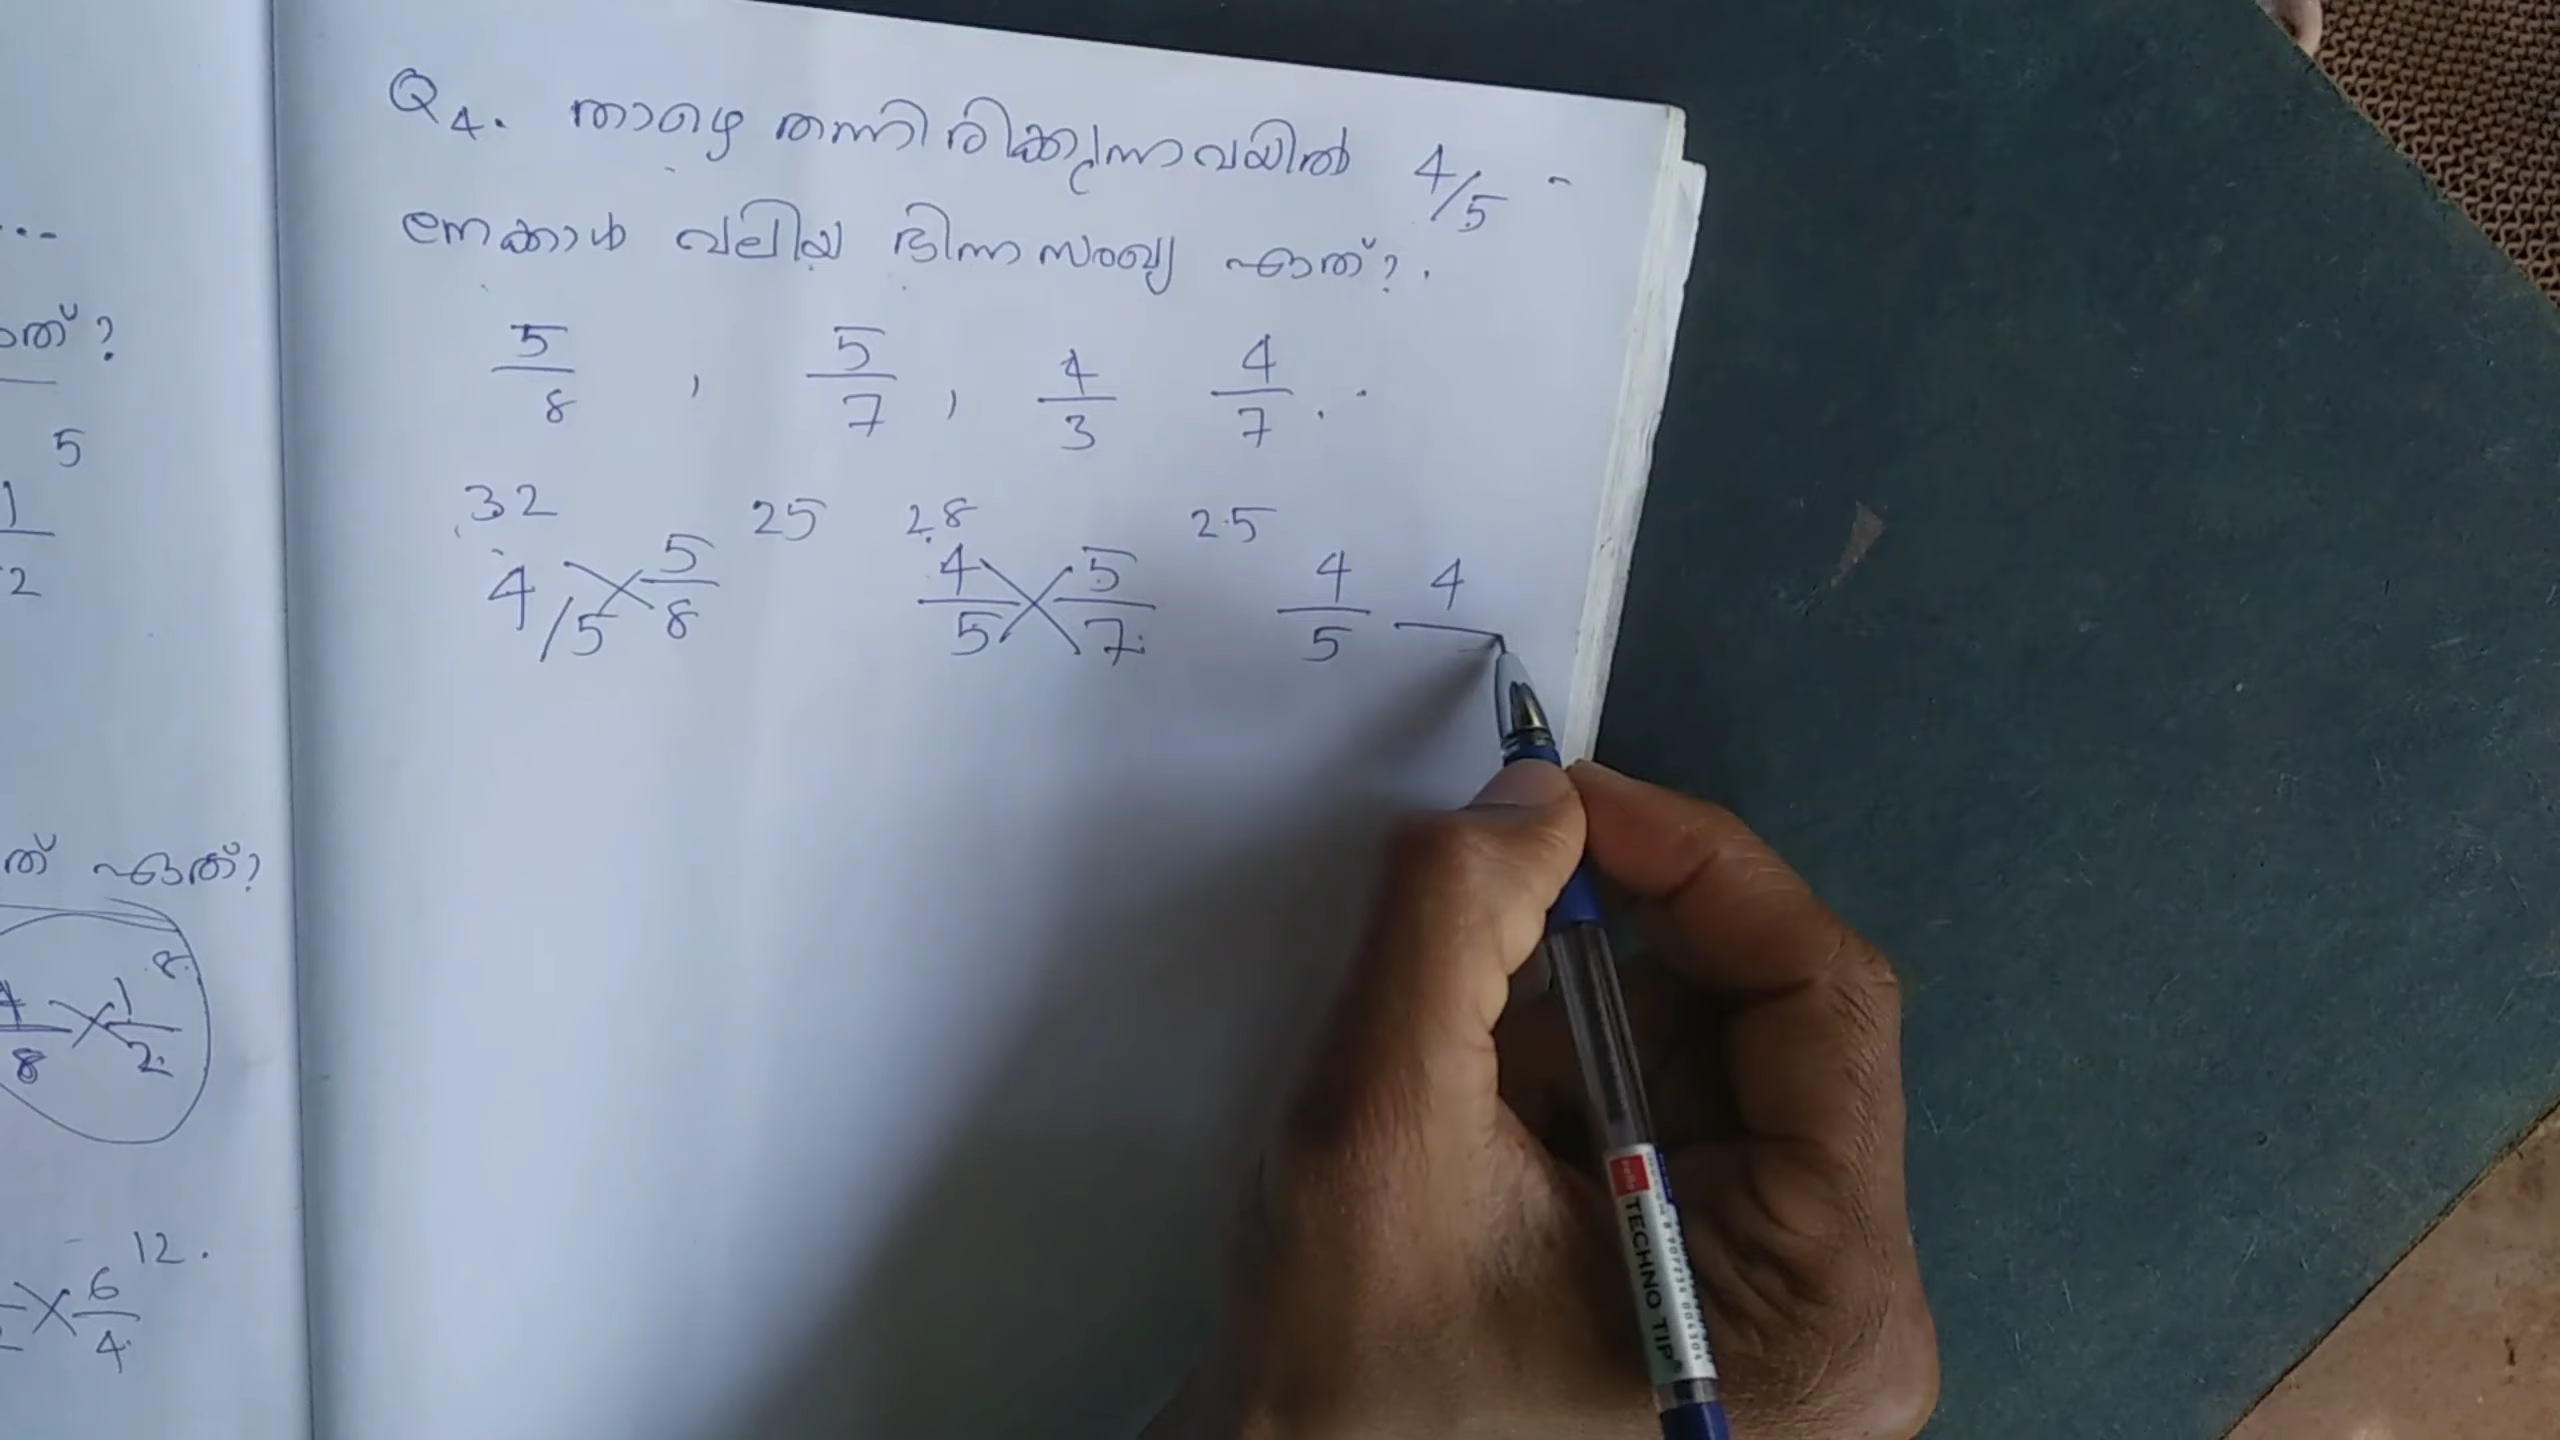 ...
ത്?
5
1
2
ത് ഏത്?
4/8 × 1/2 8.
12.
× 6/4
Q4. താഴെ തന്നിരിക്കുന്നവയിൽ 4/5 -
നേക്കാൾ വലിയ ഭിന്നസംഖ്യ ഏത്?.
5/8 , 5/7 , 4/3 4/7 .
32 25 28 25
4/5 × 5/8 4/5 × 5/7 4/5 4
TECHNO TIP